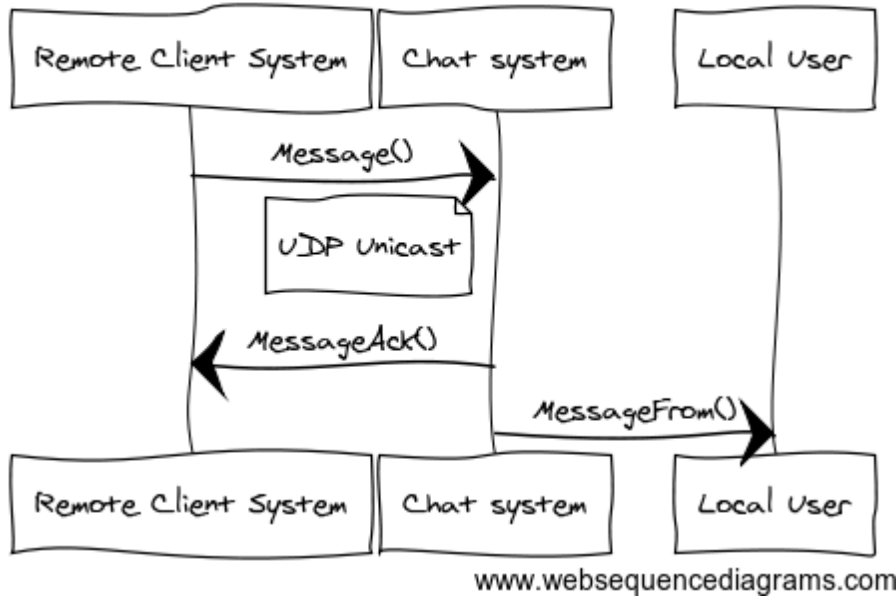 Remote Client System
Chat system
Local User
Message()
UDP Unicast
MessageAck()
MessageFrom()
Remote Client System
Chat system
Local User
www.websequencediagrams.com